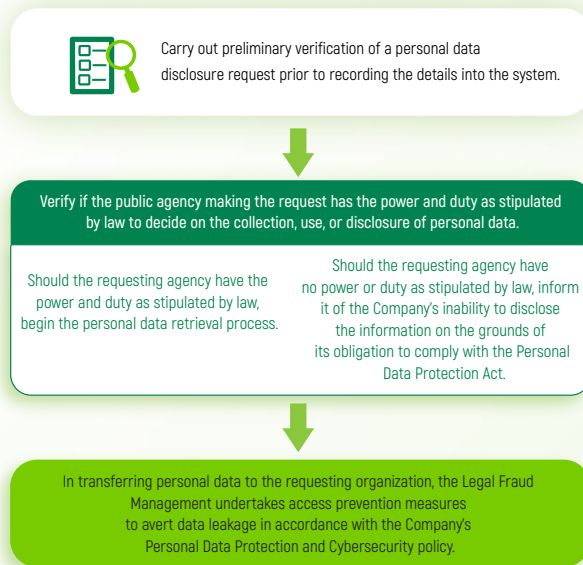 Carry out preliminary verification of a personal data
disclosure request prior to recording the details into the system.
Verify if the public agency making the request has the power and duty as stipulated
by law to decide on the collection, use, or disclosure of personal data.
Should the requesting agency have the
power and duty as stipulated by law,
begin the personal data retrieval process.
Should the requesting agency have
no power or duty as stipulated by law, inform
it of the Company's inability to disclose
the information on the grounds of
its obligation to comply with the Personal
Data Protection Act.
In transferring personal data to the requesting organization, the Legal Fraud
Management undertakes access prevention measures
to avert data leakage in accordance with the Company's
Personal Data Protection and Cybersecurity policy.